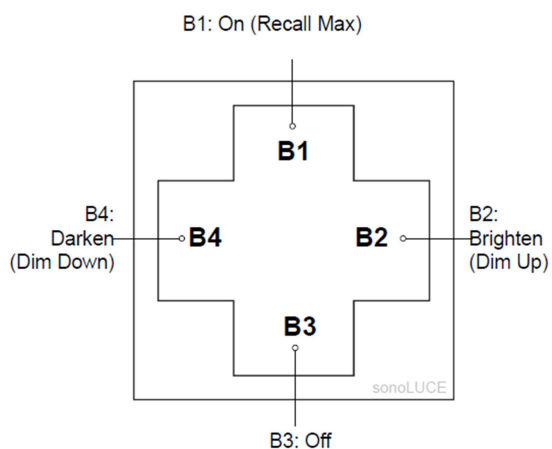 B1: On (Recall Max)
B1
B4:
Darken
(Dim Down)
B4
B2
B2:
Brighten
(Dim Up)
B3
sonoLUCE
B3: Off